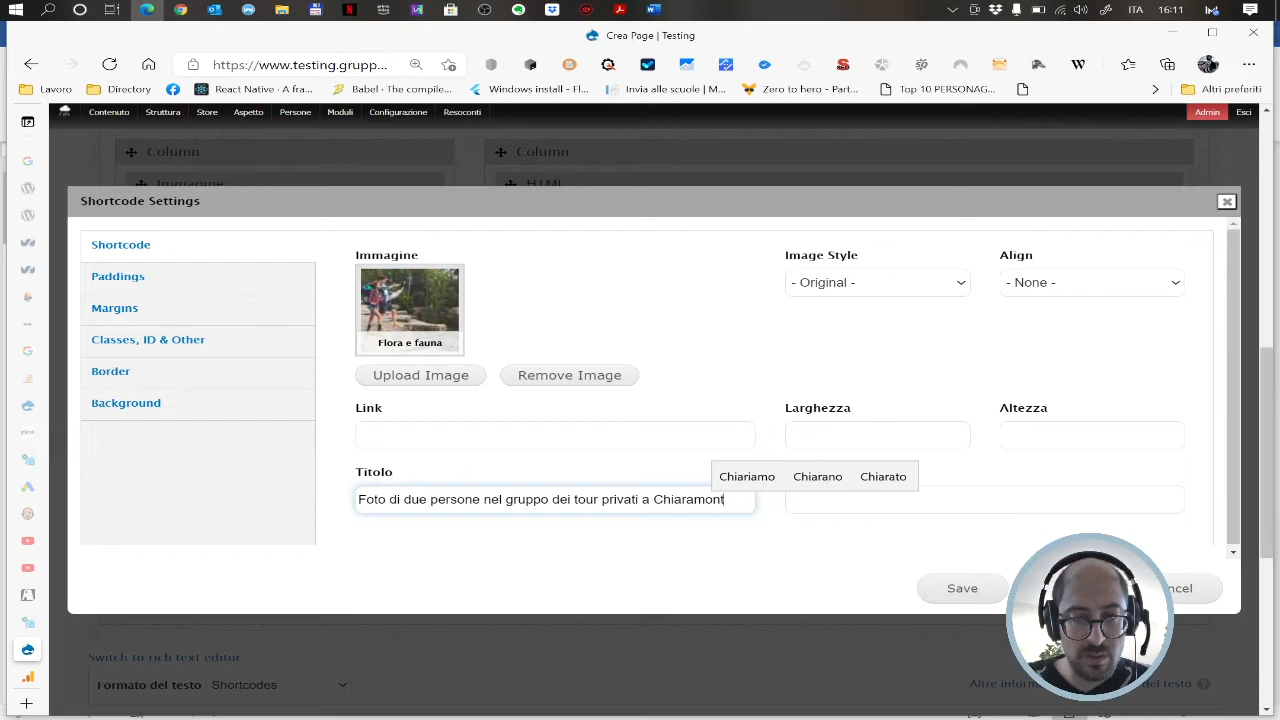 ITA
16:11
Crea Page | Testing
https://www.testing.grupp...
Lavoro
Directory
React Native · A fra...
Babel · The compile...
Windows install - Fl...
Invia alle scuole | M...
Zero to hero - Part...
Top 10 PERSONAG...
Altri preferiti
Contenuto
Struttura
Store
Aspetto
Persone
Moduli
Configurazione
Resoconti
Admin
Esci
Column
Column
Immagine
HTML
Shortcode Settings
Shortcode
Paddings
Margins
Classes, ID & Other
Border
Background
Immagine
Image Style
Align
- Original -
- None -
Flora e fauna
Upload Image
Remove Image
Link
Larghezza
Altezza
Titolo
Chiariamo
Chiarano
Chiarato
Foto di due persone nel gruppo dei tour privati a Chiaramont
Save
ncel
Switch to rich text editor
Formato del testo
Shortcodes
Altre inform
del testo